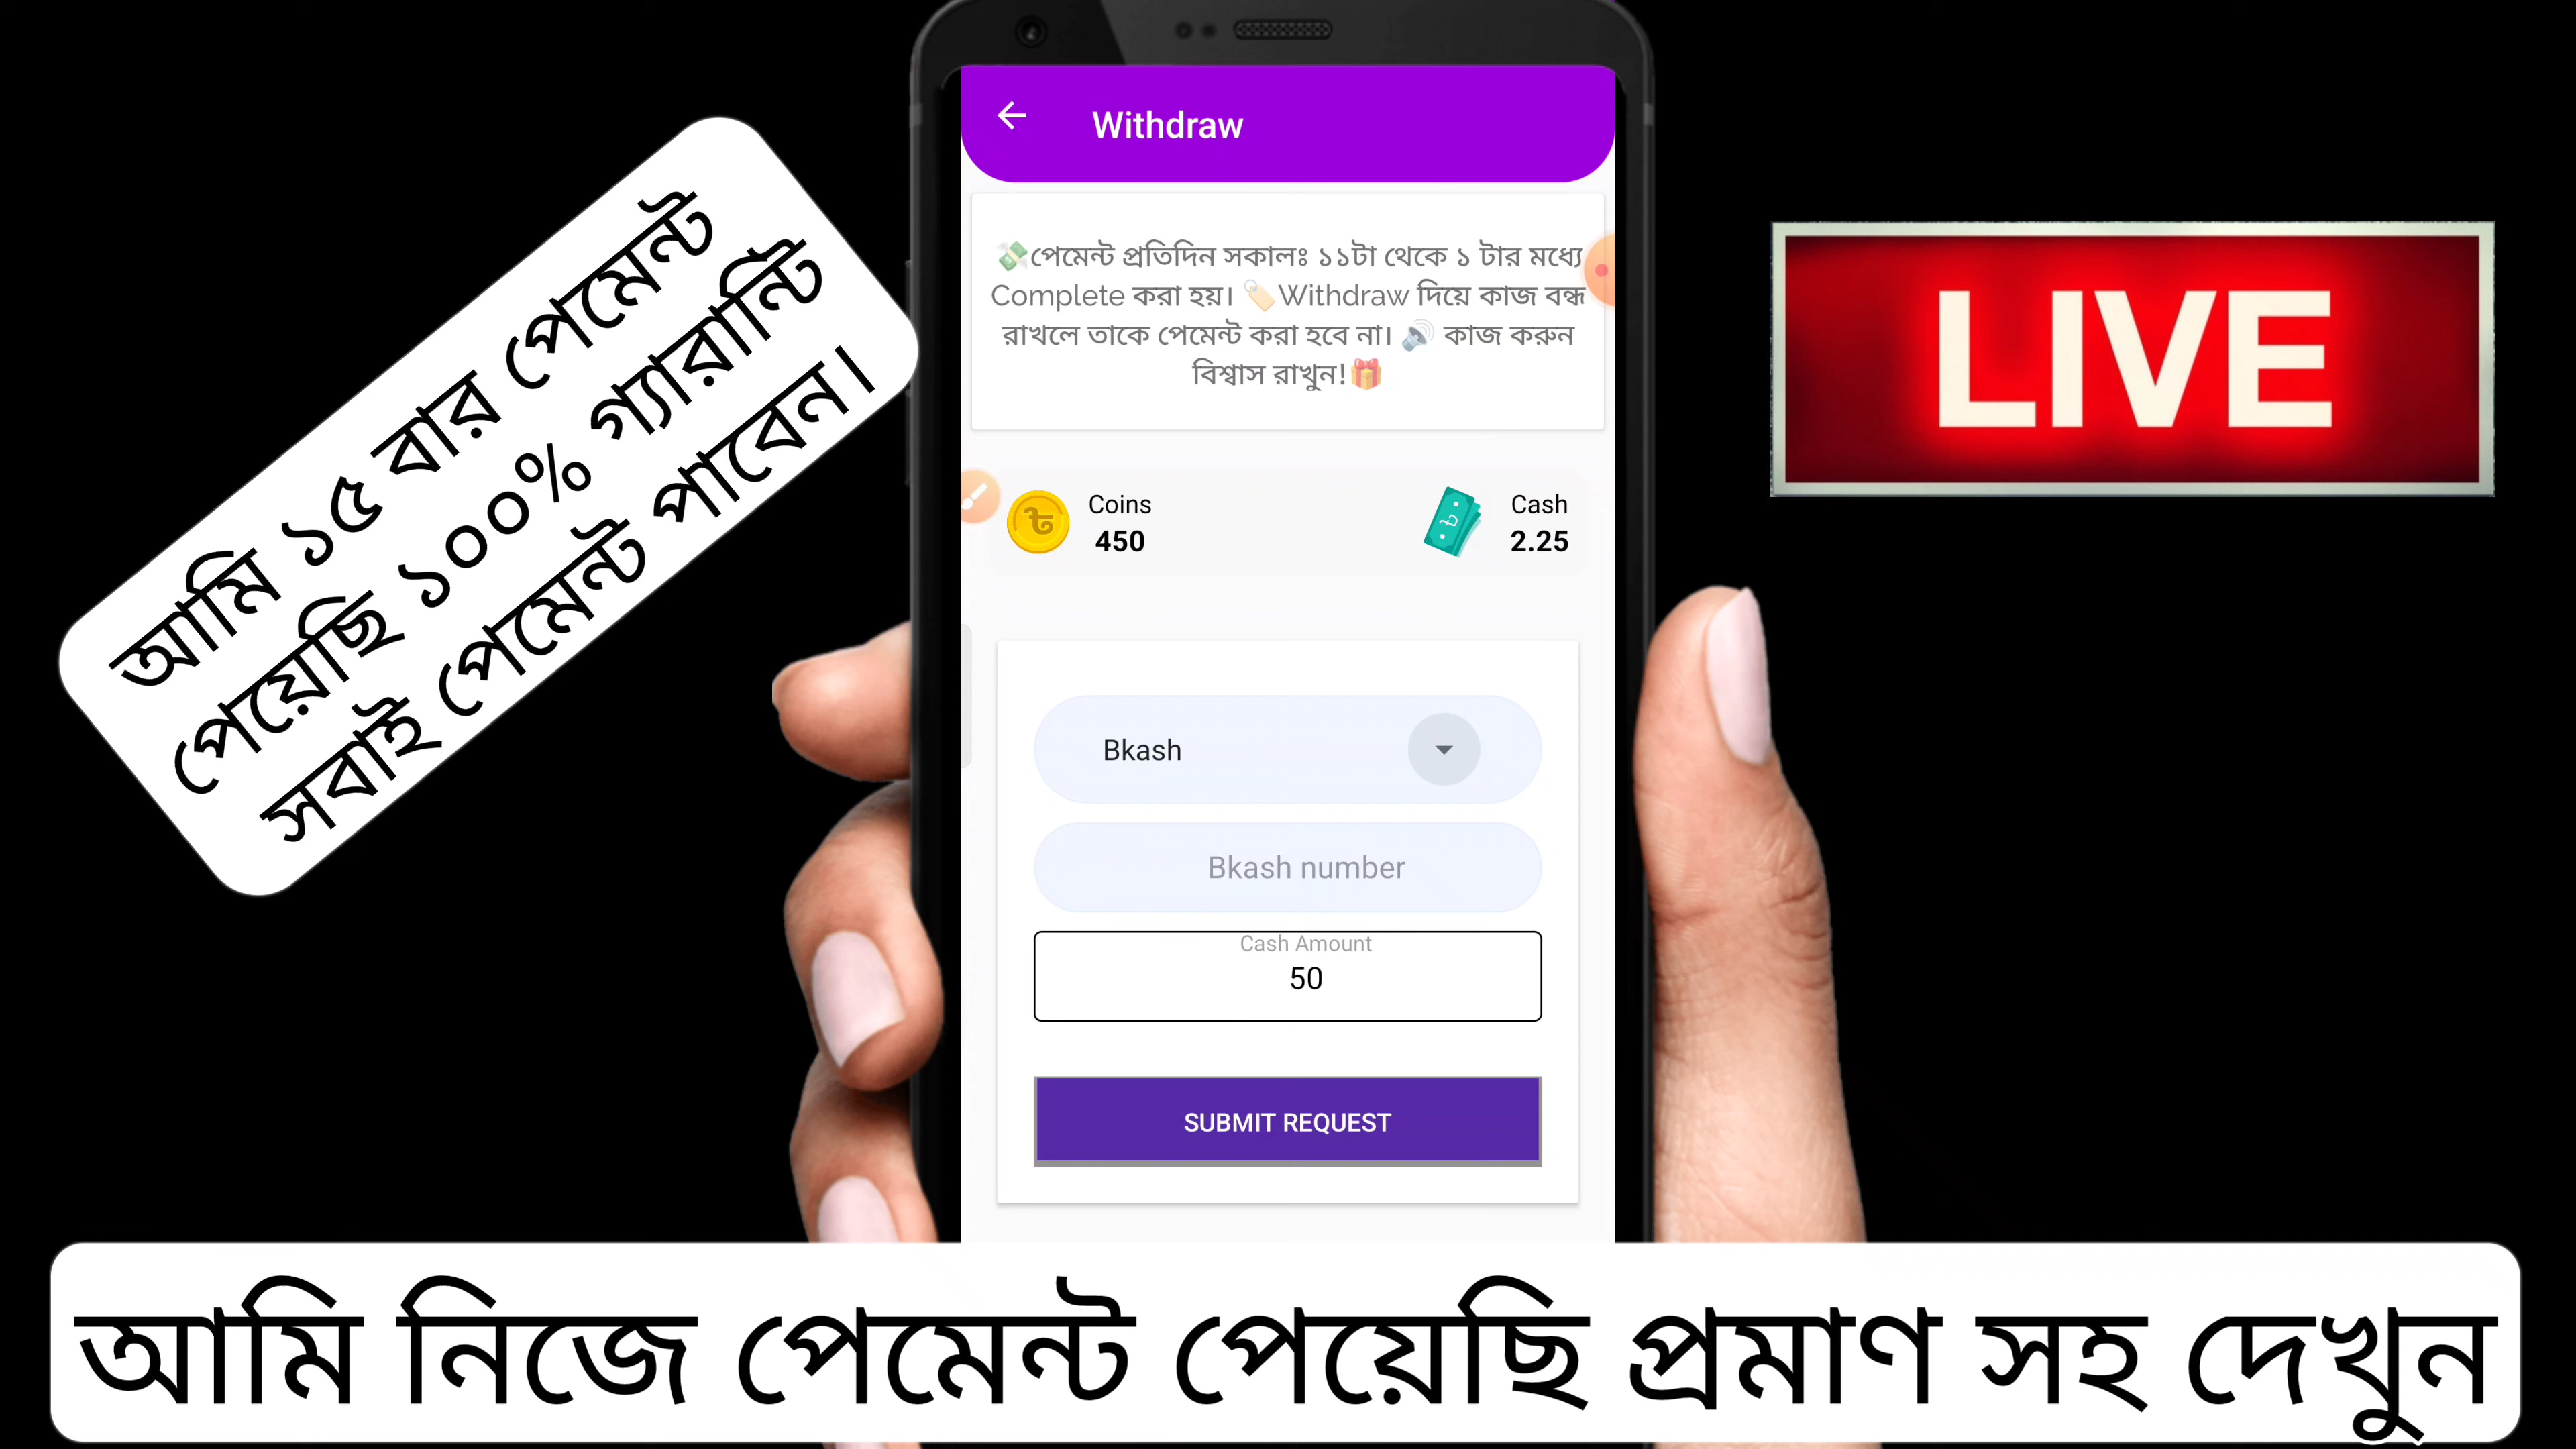 আমি ১৫ বার পেমেন্ট
পেয়েছি ১০০% গ্যারান্টি
সবাই পেমেন্ট পাবেন।
Withdraw
💸পেমেন্ট প্রতিদিন সকালঃ ১১টা থেকে ১ টার মধ্যে
Complete করা হয়। 🏷️Withdraw দিয়ে কাজ বন্ধ
রাখলে তাকে পেমেন্ট করা হবে না। 🔊 কাজ করুন
বিশ্বাস রাখুন!🎁
LIVE
Coins
450
Cash
2.25
Bkash
Bkash number
Cash Amount
50
SUBMIT REQUEST
আমি নিজে পেমেন্ট পেয়েছি প্রমাণ সহ দেখুন